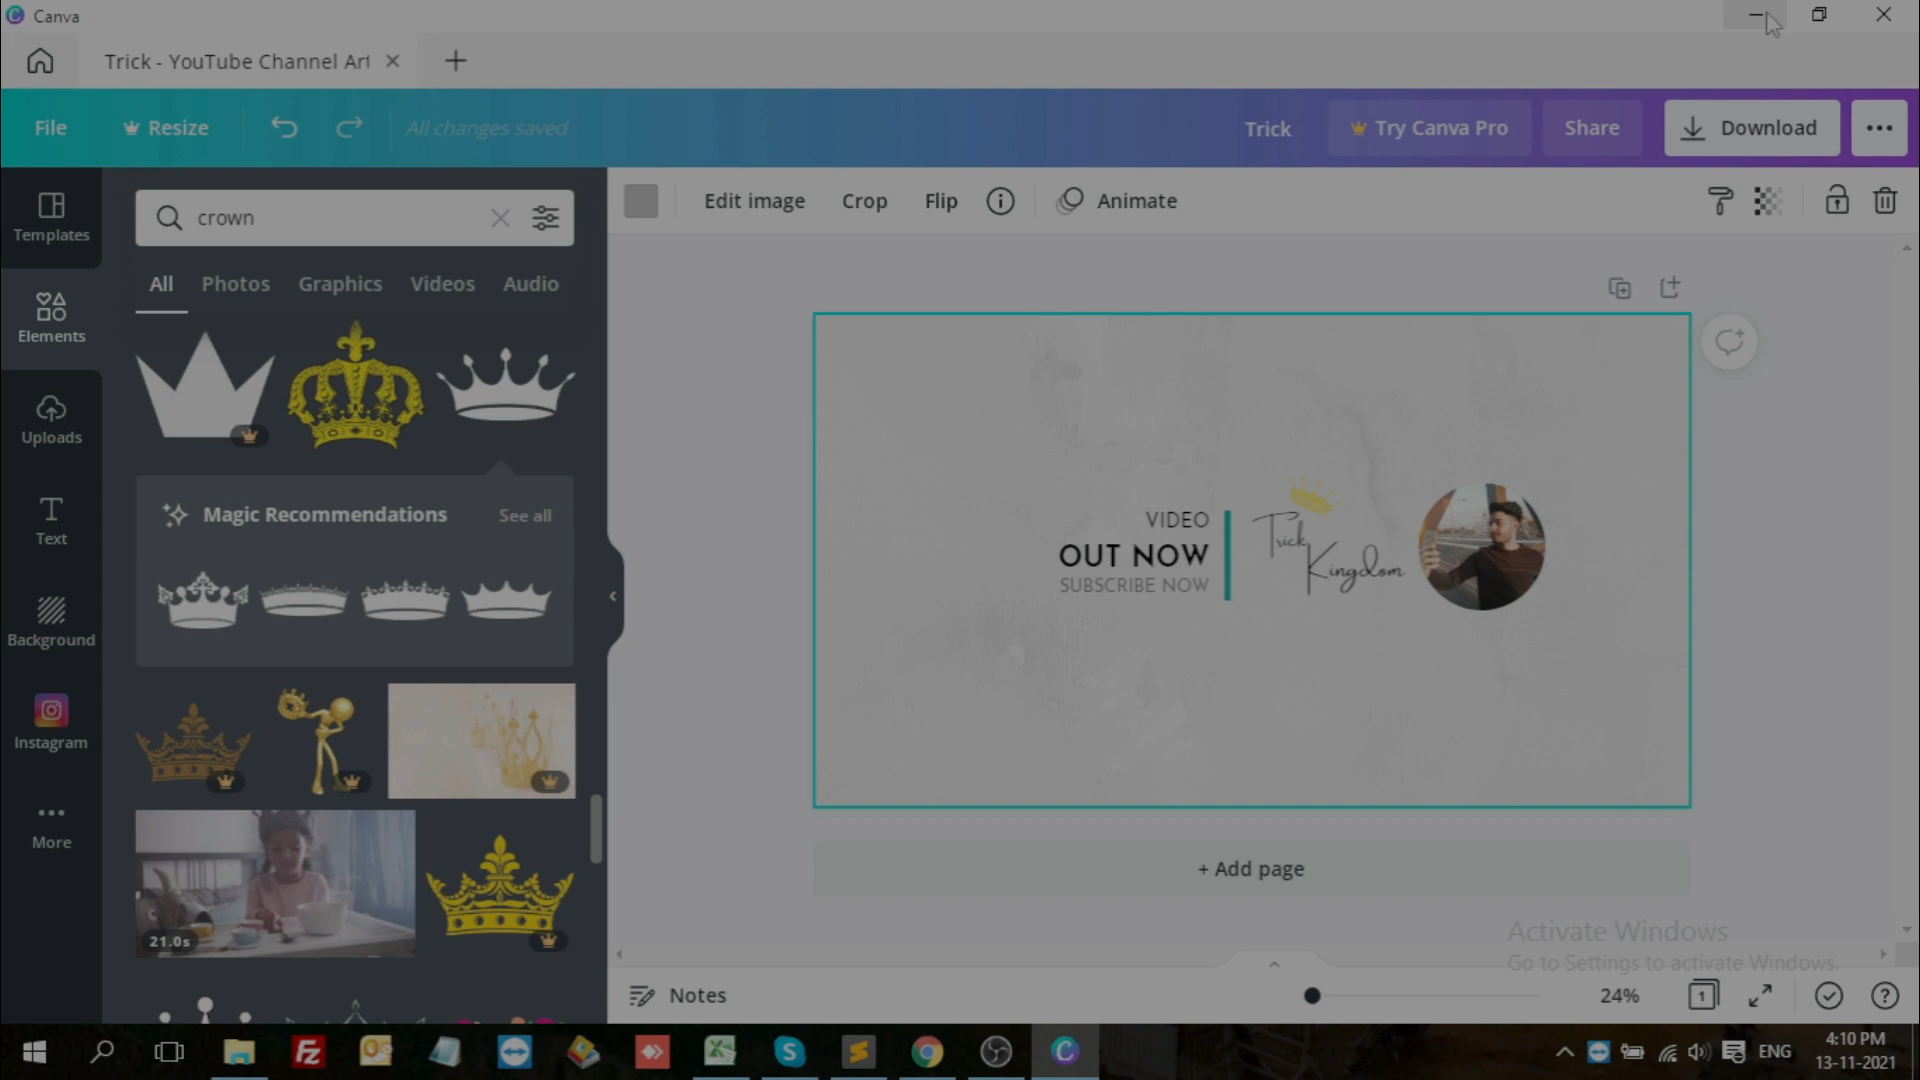 Canva
Trick - YouTube Channel Art
File
Resize
All changes saved
Trick
Try Canva Pro
Share
Download
Templates
Elements
Uploads
Text
Background
Instagram
More
crown
All
Photos
Graphics
Videos
Audio
Magic Recommendations
See all
21.0s
Edit image
Crop
Flip
Animate
VIDEO
OUT NOW
SUBSCRIBE NOW
Trick
Kingdom
+ Add page
Activate Windows
Go to Settings to activate Windows.
Notes
24%
1
ENG
4:10 PM
13-11-2021